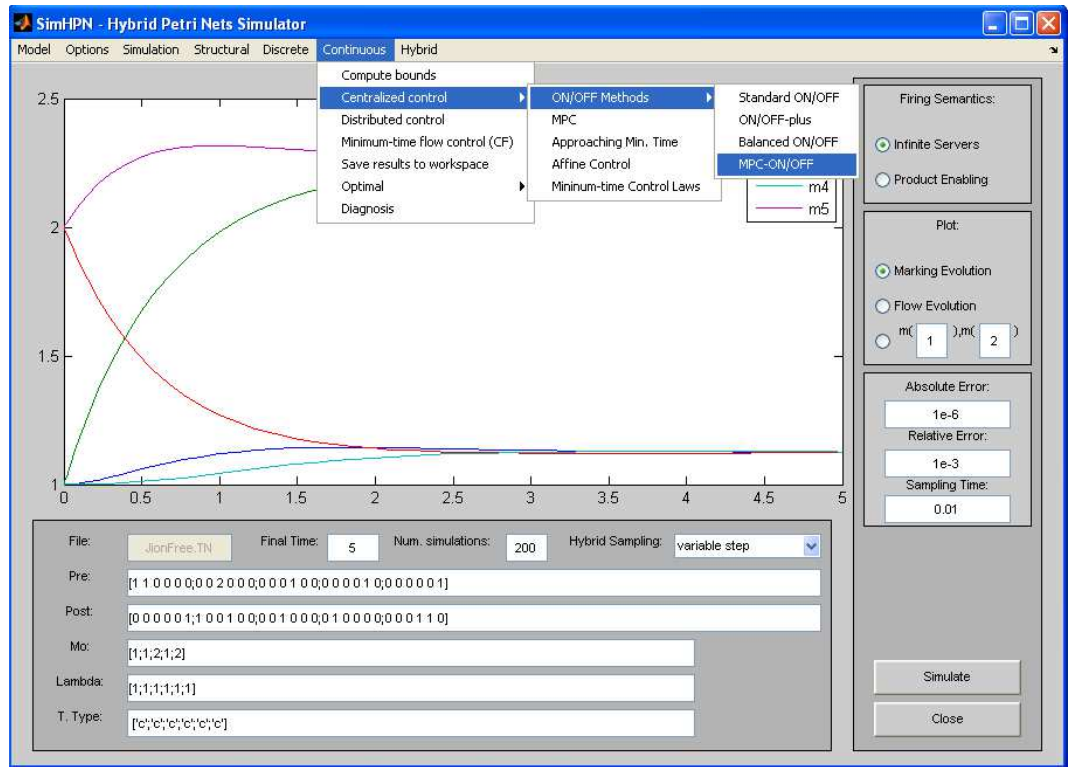 SimHPN - Hybrid Petri Nets Simulator
Model Options Simulation Structural Discrete Continuous Hybrid
Compute bounds
Centralized control
Distributed control
Minimum-time flow control (CF)
Save results to workspace
Optimal
Diagnosis
ON/OFF Methods
MPC
Approaching Min. Time
Affine Control
Mininum-time Control Laws
Standard ON/OFF
ON/OFF-plus
Balanced ON/OFF
MPC-ON/OFF
m4
m5
2.5
2
1.5
1
0 0.5 1 1.5 2 2.5 3 3.5 4 4.5 5
Firing Semantics:
Infinite Servers
Product Enabling
Plot:
Marking Evolution
Flow Evolution
m( 1 ),m( 2 )
Absolute Error:
1e-6
Relative Error:
1e-3
Sampling Time:
0.01
File: JionFree.TN Final Time: 5 Num. simulations: 200 Hybrid Sampling: variable step
Pre: [1 1 0 0 0 0;0 0 2 0 0 0;0 0 0 1 0 0;0 0 0 0 1 0;0 0 0 0 0 1]
Post: [0 0 0 0 0 1;1 0 0 1 0 0;0 0 1 0 0 0;0 1 0 0 0 0;0 0 0 1 1 0]
Mo: [1;1;2;1;2]
Lambda: [1;1;1;1;1;1]
T. Type: ['c';'c';'c';'c';'c';'c']
Simulate
Close